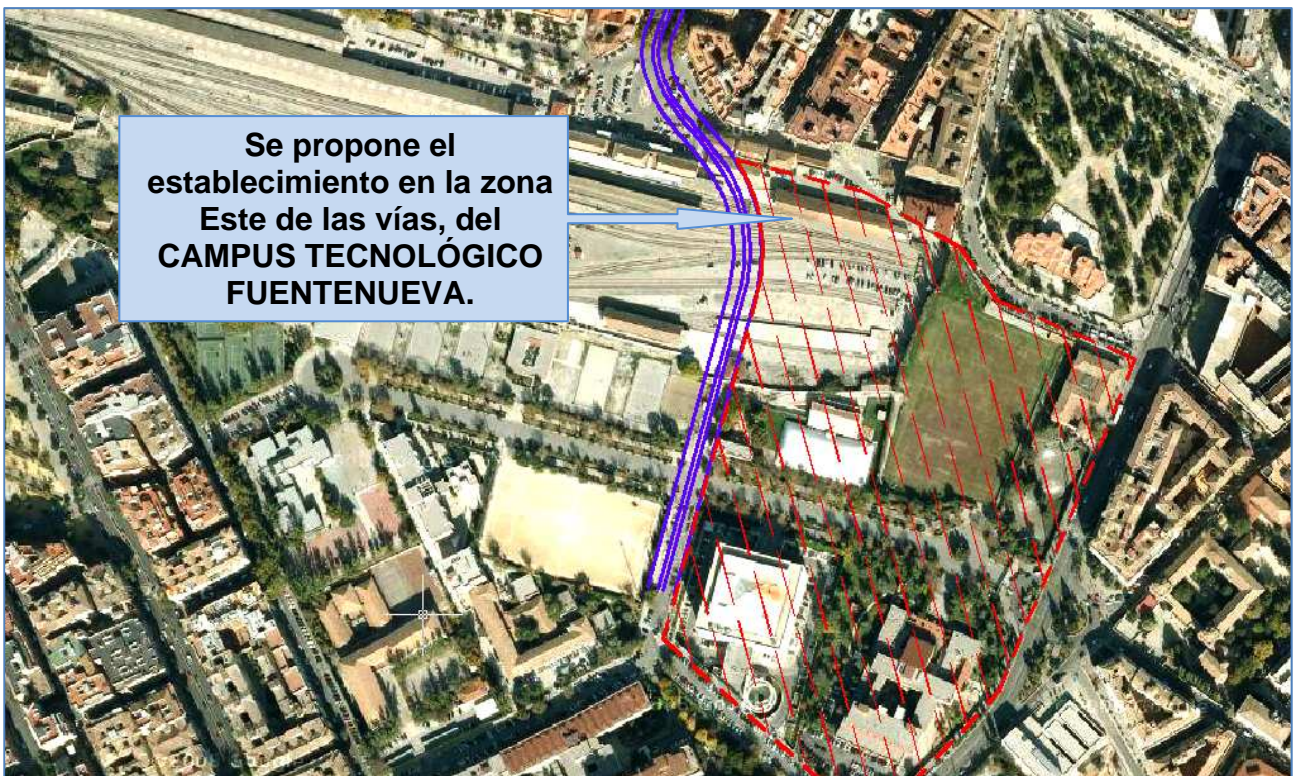 Se propone el
establecimiento en la zona
Este de las vías, del
CAMPUS TECNOLÓGICO
FUENTENUEVA.